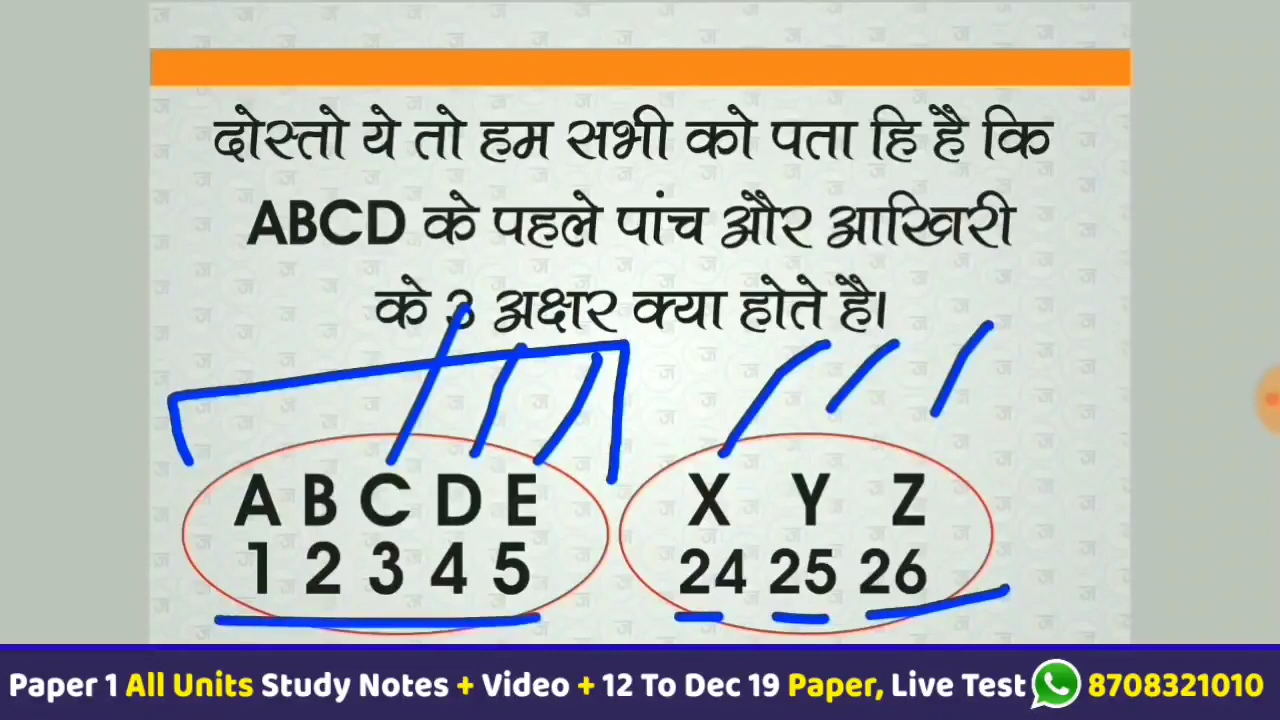 दोस्तो ये तो हम सभी को पता हि है कि
ABCD के पहले पांच और आखिरी
के 3 अक्षर क्या होते है।
A B C D E X Y Z
1 2 3 4 5 24 25 26
Paper 1 All Units Study Notes + Video + 12 To Dec 19 Paper, Live Test 8708321010